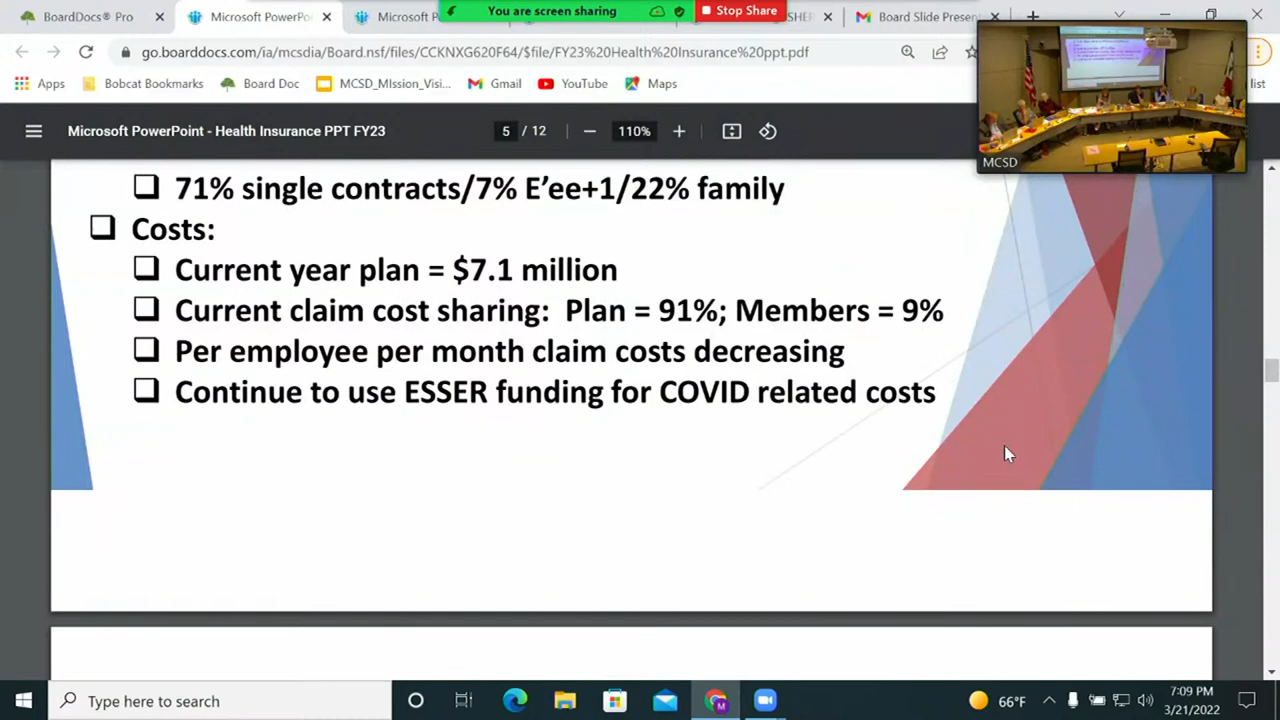 BoardDocs® Pro
Microsoft PowerPoi
Microsoft P
You are screen sharing
Stop Share
SHER
Board Slide Presen
go.boarddocs.com/ia/mcsdia/Board.nsf/files/CCNXG620F64/$file/FY23%20Health%20Insurance%20ppt.pdf
Apps
Bobcat Bookmarks
Board Doc
MCSD_MIssion_Visi...
Gmail
YouTube
Maps
list
Microsoft PowerPoint - Health Insurance PPT FY23
5 / 12
110%
MCSD
71% single contracts/7% E’ee+1/22% family
Costs:
Current year plan = $7.1 million
Current claim cost sharing: Plan = 91%; Members = 9%
Per employee per month claim costs decreasing
Continue to use ESSER funding for COVID related costs
Type here to search
66°F
7:09 PM
3/21/2022